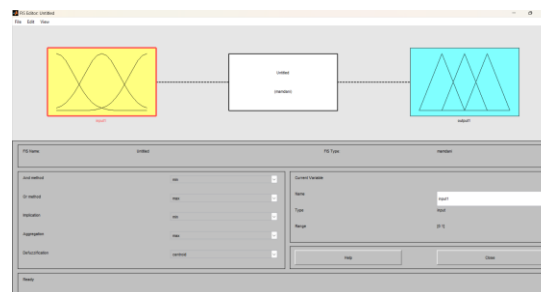 FIS Editor: Untitled
File Edit View
Untitled
(mamdani)
input1
output1
FIS Name: Untitled FIS Type: mamdani
And method min
Or method max
Implication min
Aggregation max
Defuzzification centroid
Current Variable
Name input1
Type input
Range [0 1]
Help Close
Ready